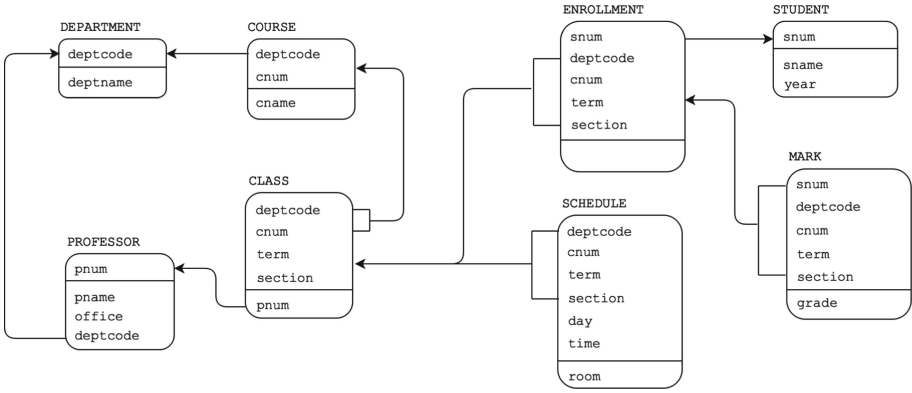 DEPARTMENT
deptcode
deptname
COURSE
deptcode
cnum
cname
ENROLLMENT
snum
deptcode
cnum
term
section
STUDENT
snum
sname
year
MARK
snum
deptcode
cnum
term
section
grade
CLASS
deptcode
cnum
term
section
pnum
SCHEDULE
deptcode
cnum
term
section
day
time
room
PROFESSOR
pnum
pname
office
deptcode